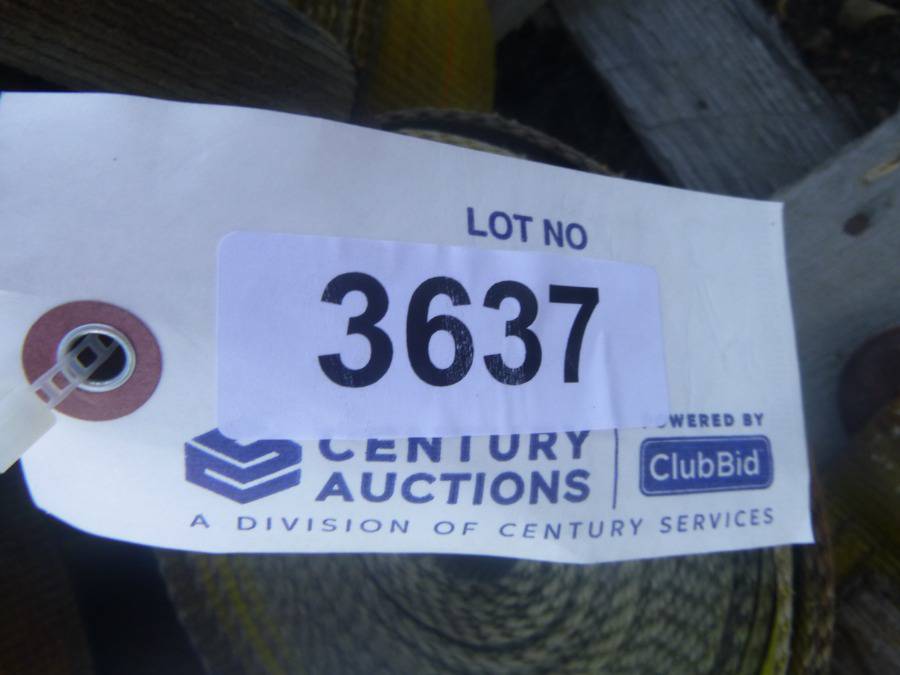 LOT NO
3637
CENTURY
AUCTIONS
POWERED BY
ClubBid
A DIVISION OF CENTURY SERVICES